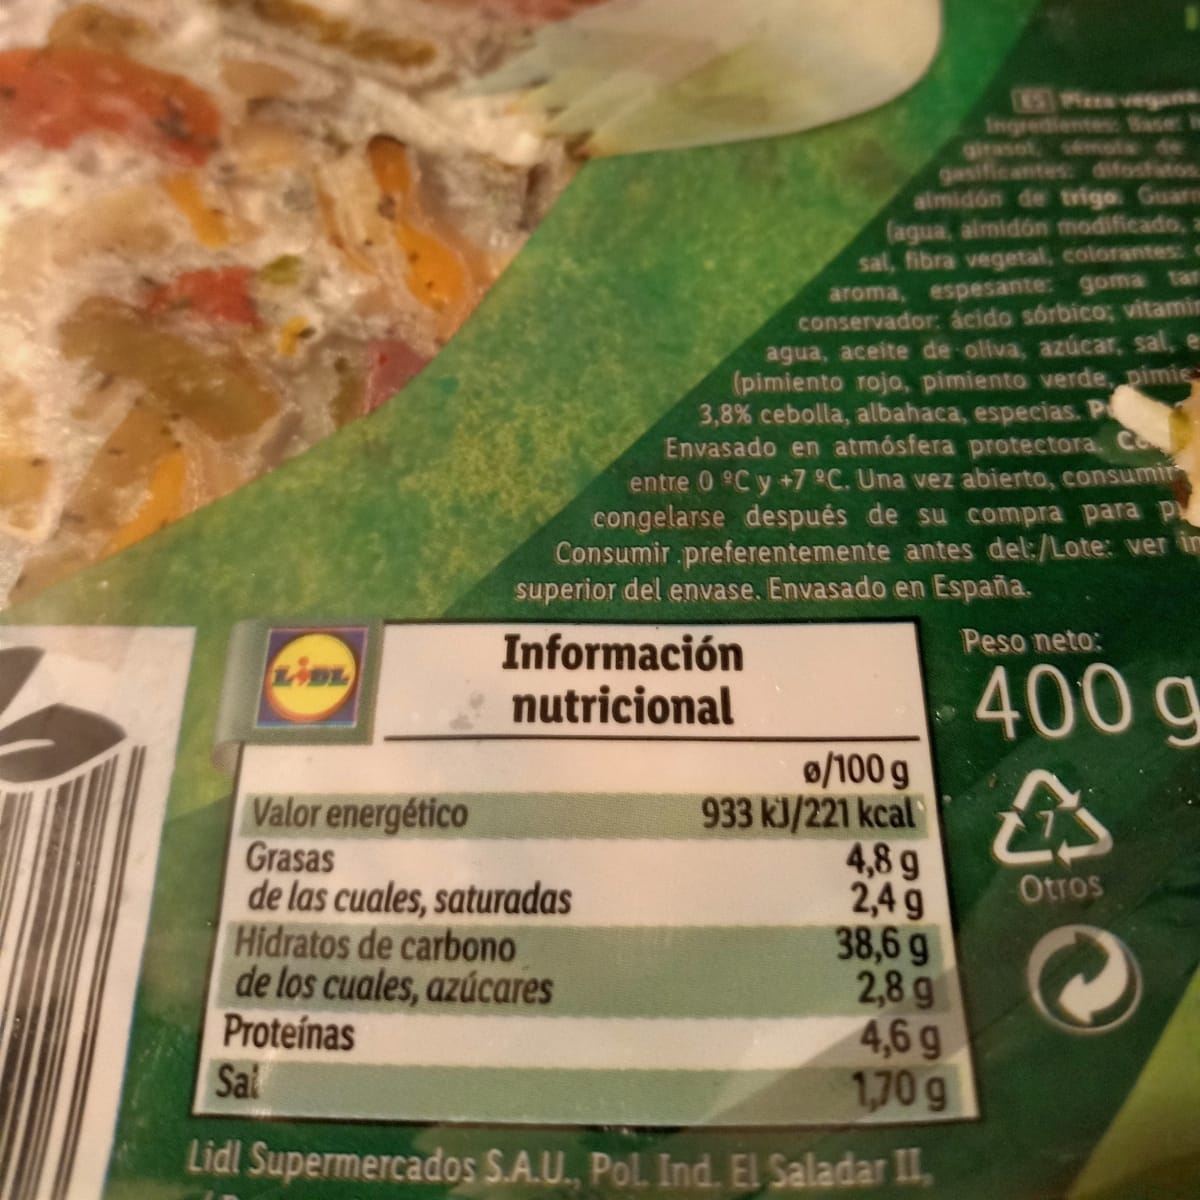 ES Pizza vegana
Ingredientes: Base:
girasol, sémola de
gasificantes: difosfatos
almidón de trigo. Guar
(agua, almidón modificado,
sal, fibra vegetal, colorantes:
aroma, espesante: goma
conservador: ácido sórbico; vitami
agua, aceite de oliva, azúcar, sal,
(pimiento rojo, pimiento verde, pimie
3,8% cebolla, albahaca, especias.
Envasado en atmósfera protectora.
entre 0 ºC y +7 ºC. Una vez abierto, consumir
congelarse después de su compra para
Consumir preferentemente antes del:/Lote: ver
superior del envase. Envasado en España.
LIDL
Información
nutricional
ø/100 g
Valor energético 933 kJ/221 kcal
Grasas 4,8 g
de las cuales, saturadas 2,4 g
Hidratos de carbono 38,6 g
de los cuales, azúcares 2,8 g
Proteínas 4,6 g
Sal 1,70 g
Peso neto:
400 g
7
Otros
Lidl Supermercados S.A.U., Pol. Ind. El Saladar II,